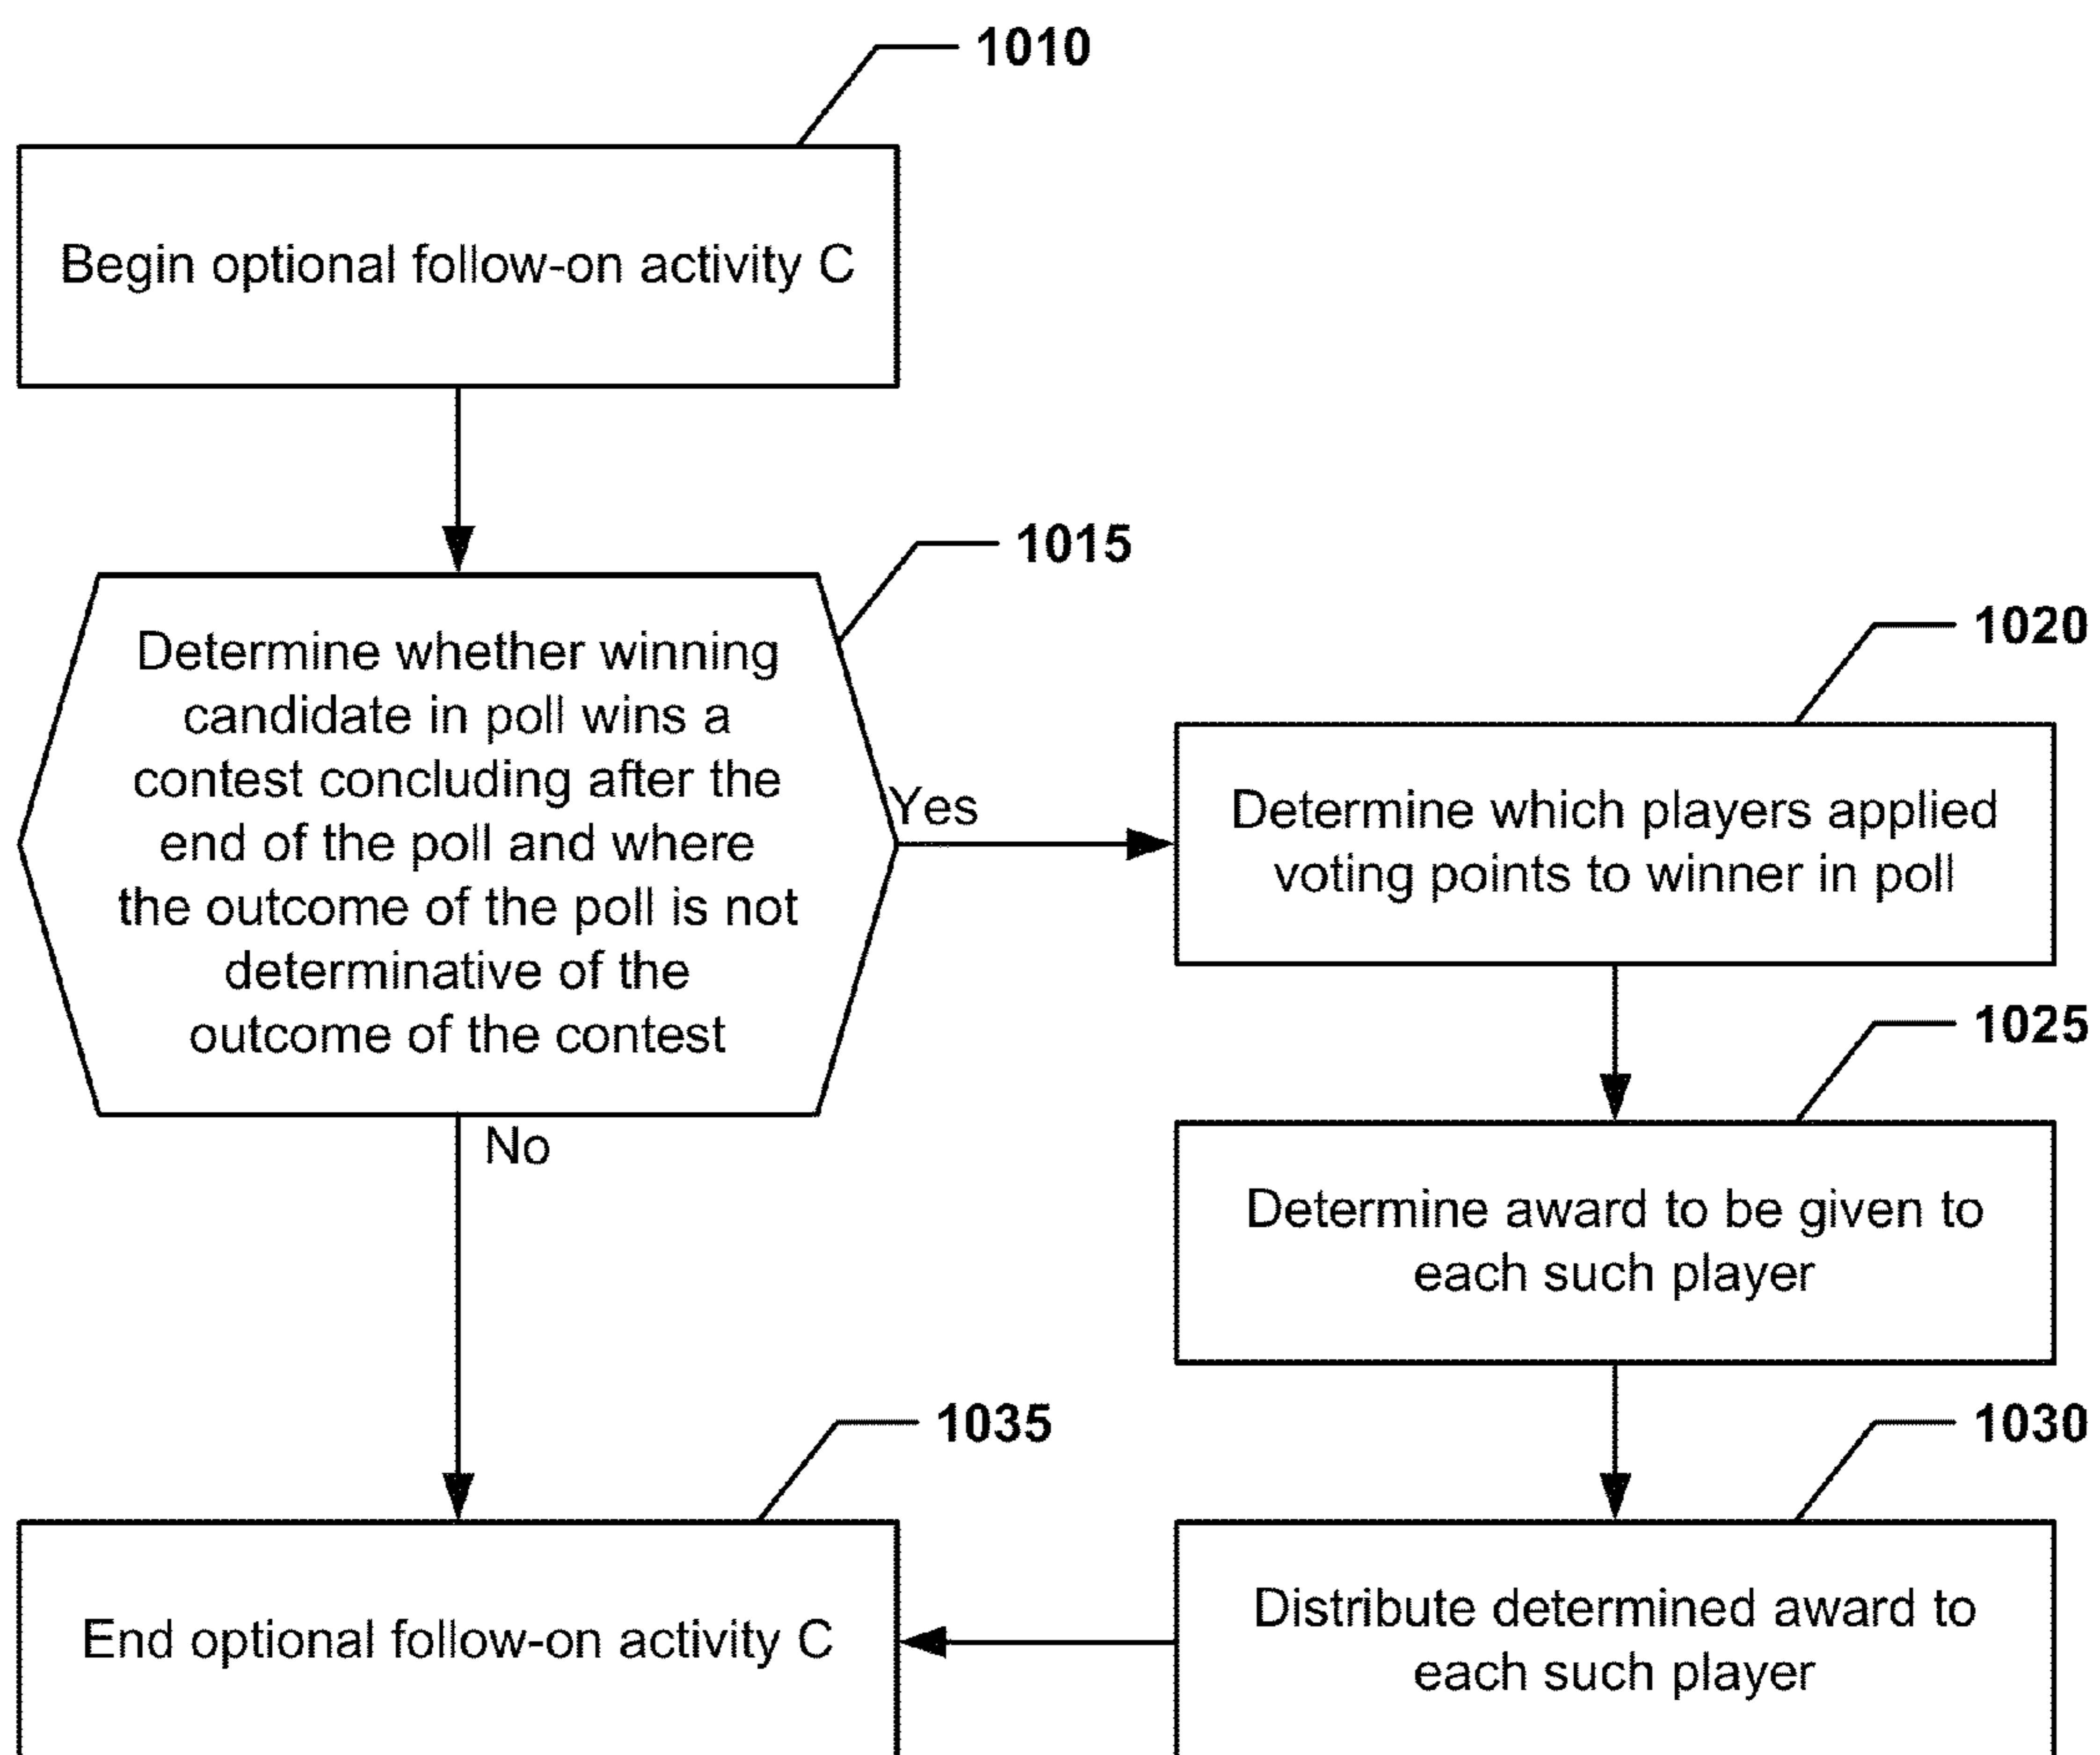 1010
Begin optional follow-on activity C
1015
Determine whether winning
candidate in poll wins a
contest concluding after the
end of the poll and where
the outcome of the poll is not
determinative of the
outcome of the contest
Yes
No
1020
Determine which players applied
voting points to winner in poll
1025
Determine award to be given to
each such player
1030
Distribute determined award to
each such player
1035
End optional follow-on activity C